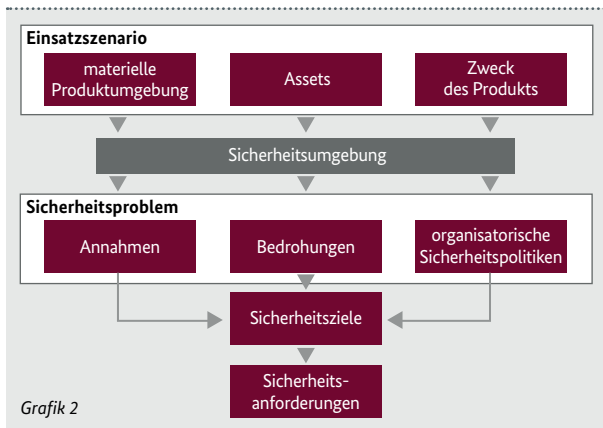 Einsatzszenario
materielle
Produktumgebung
Assets
Zweck
des Produkts
Sicherheitsumgebung
Sicherheitsproblem
Annahmen
Bedrohungen
organisatorische
Sicherheitspolitiken
Sicherheitsziele
Sicherheits-
anforderungen
Grafik 2